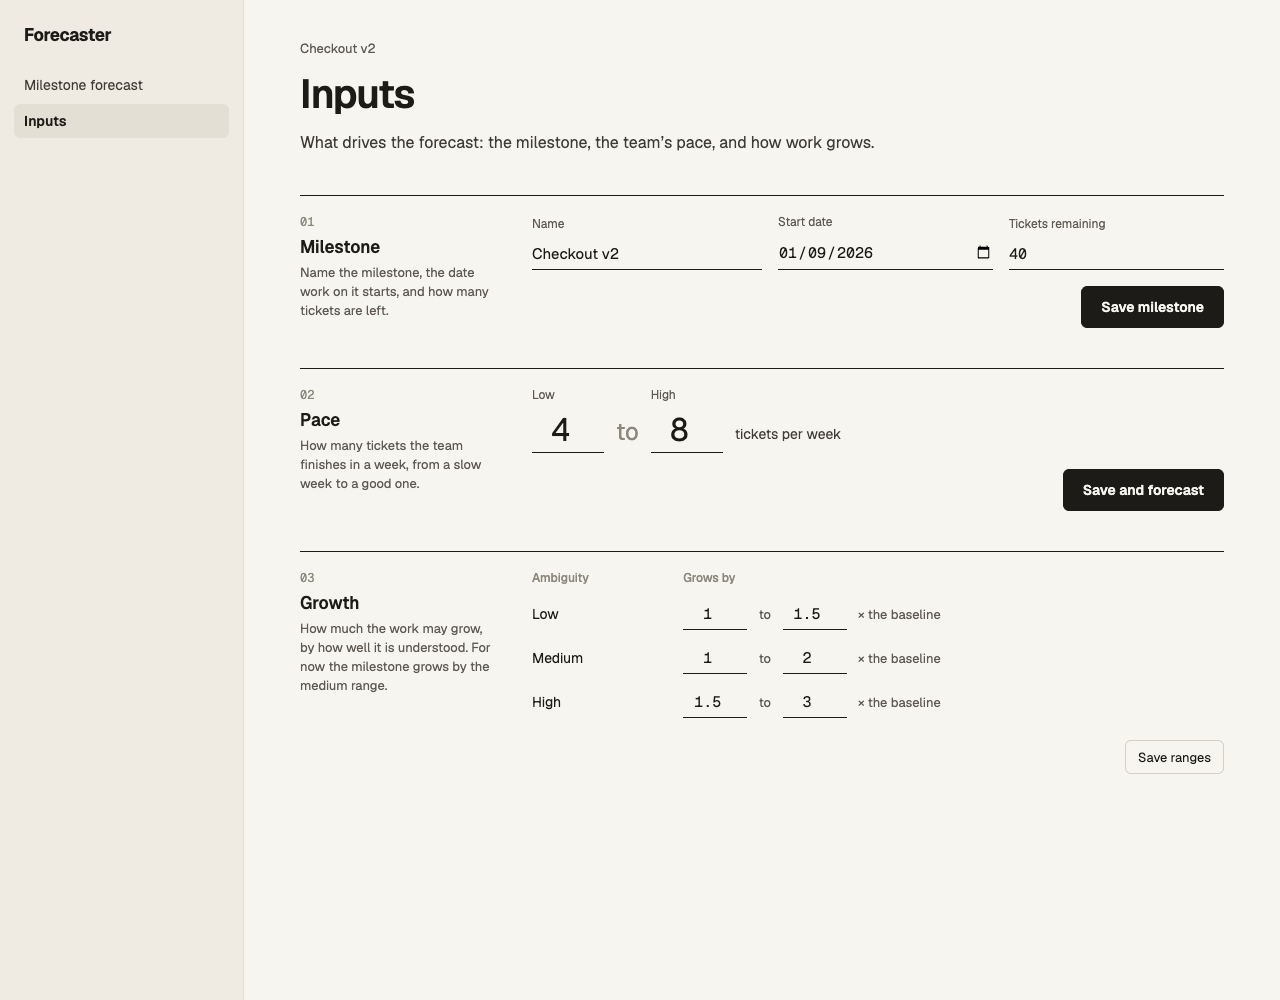 Forecaster
Milestone forecast
Inputs
Checkout v2
Inputs
What drives the forecast: the milestone, the team’s pace, and how work grows.
01
Milestone
Name the milestone, the date
work on it starts, and how many
tickets are left.
Name
Checkout v2
Start date
01/09/2026
Tickets remaining
40
Save milestone
02
Pace
How many tickets the team
finishes in a week, from a slow
week to a good one.
Low
High
4 to 8 tickets per week
Save and forecast
03
Growth
How much the work may grow,
by how well it is understood. For
now the milestone grows by the
medium range.
Ambiguity Grows by
Low 1 to 1.5 × the baseline
Medium 1 to 2 × the baseline
High 1.5 to 3 × the baseline
Save ranges